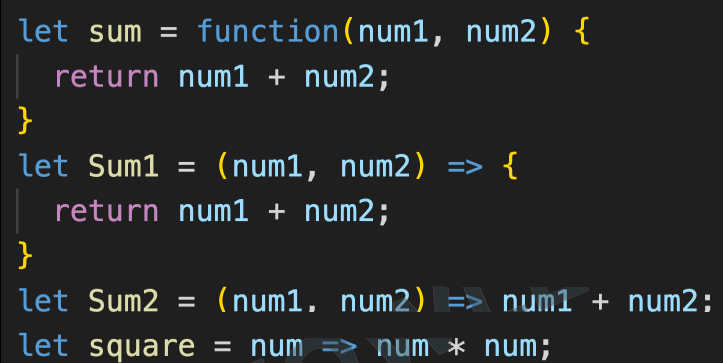 let sum = function(num1, num2) {
return num1 + num2;
}
let Sum1 = (num1, num2) => {
return num1 + num2;
}
let Sum2 = (num1, num2) => num1 + num2;
let square = num => num * num;